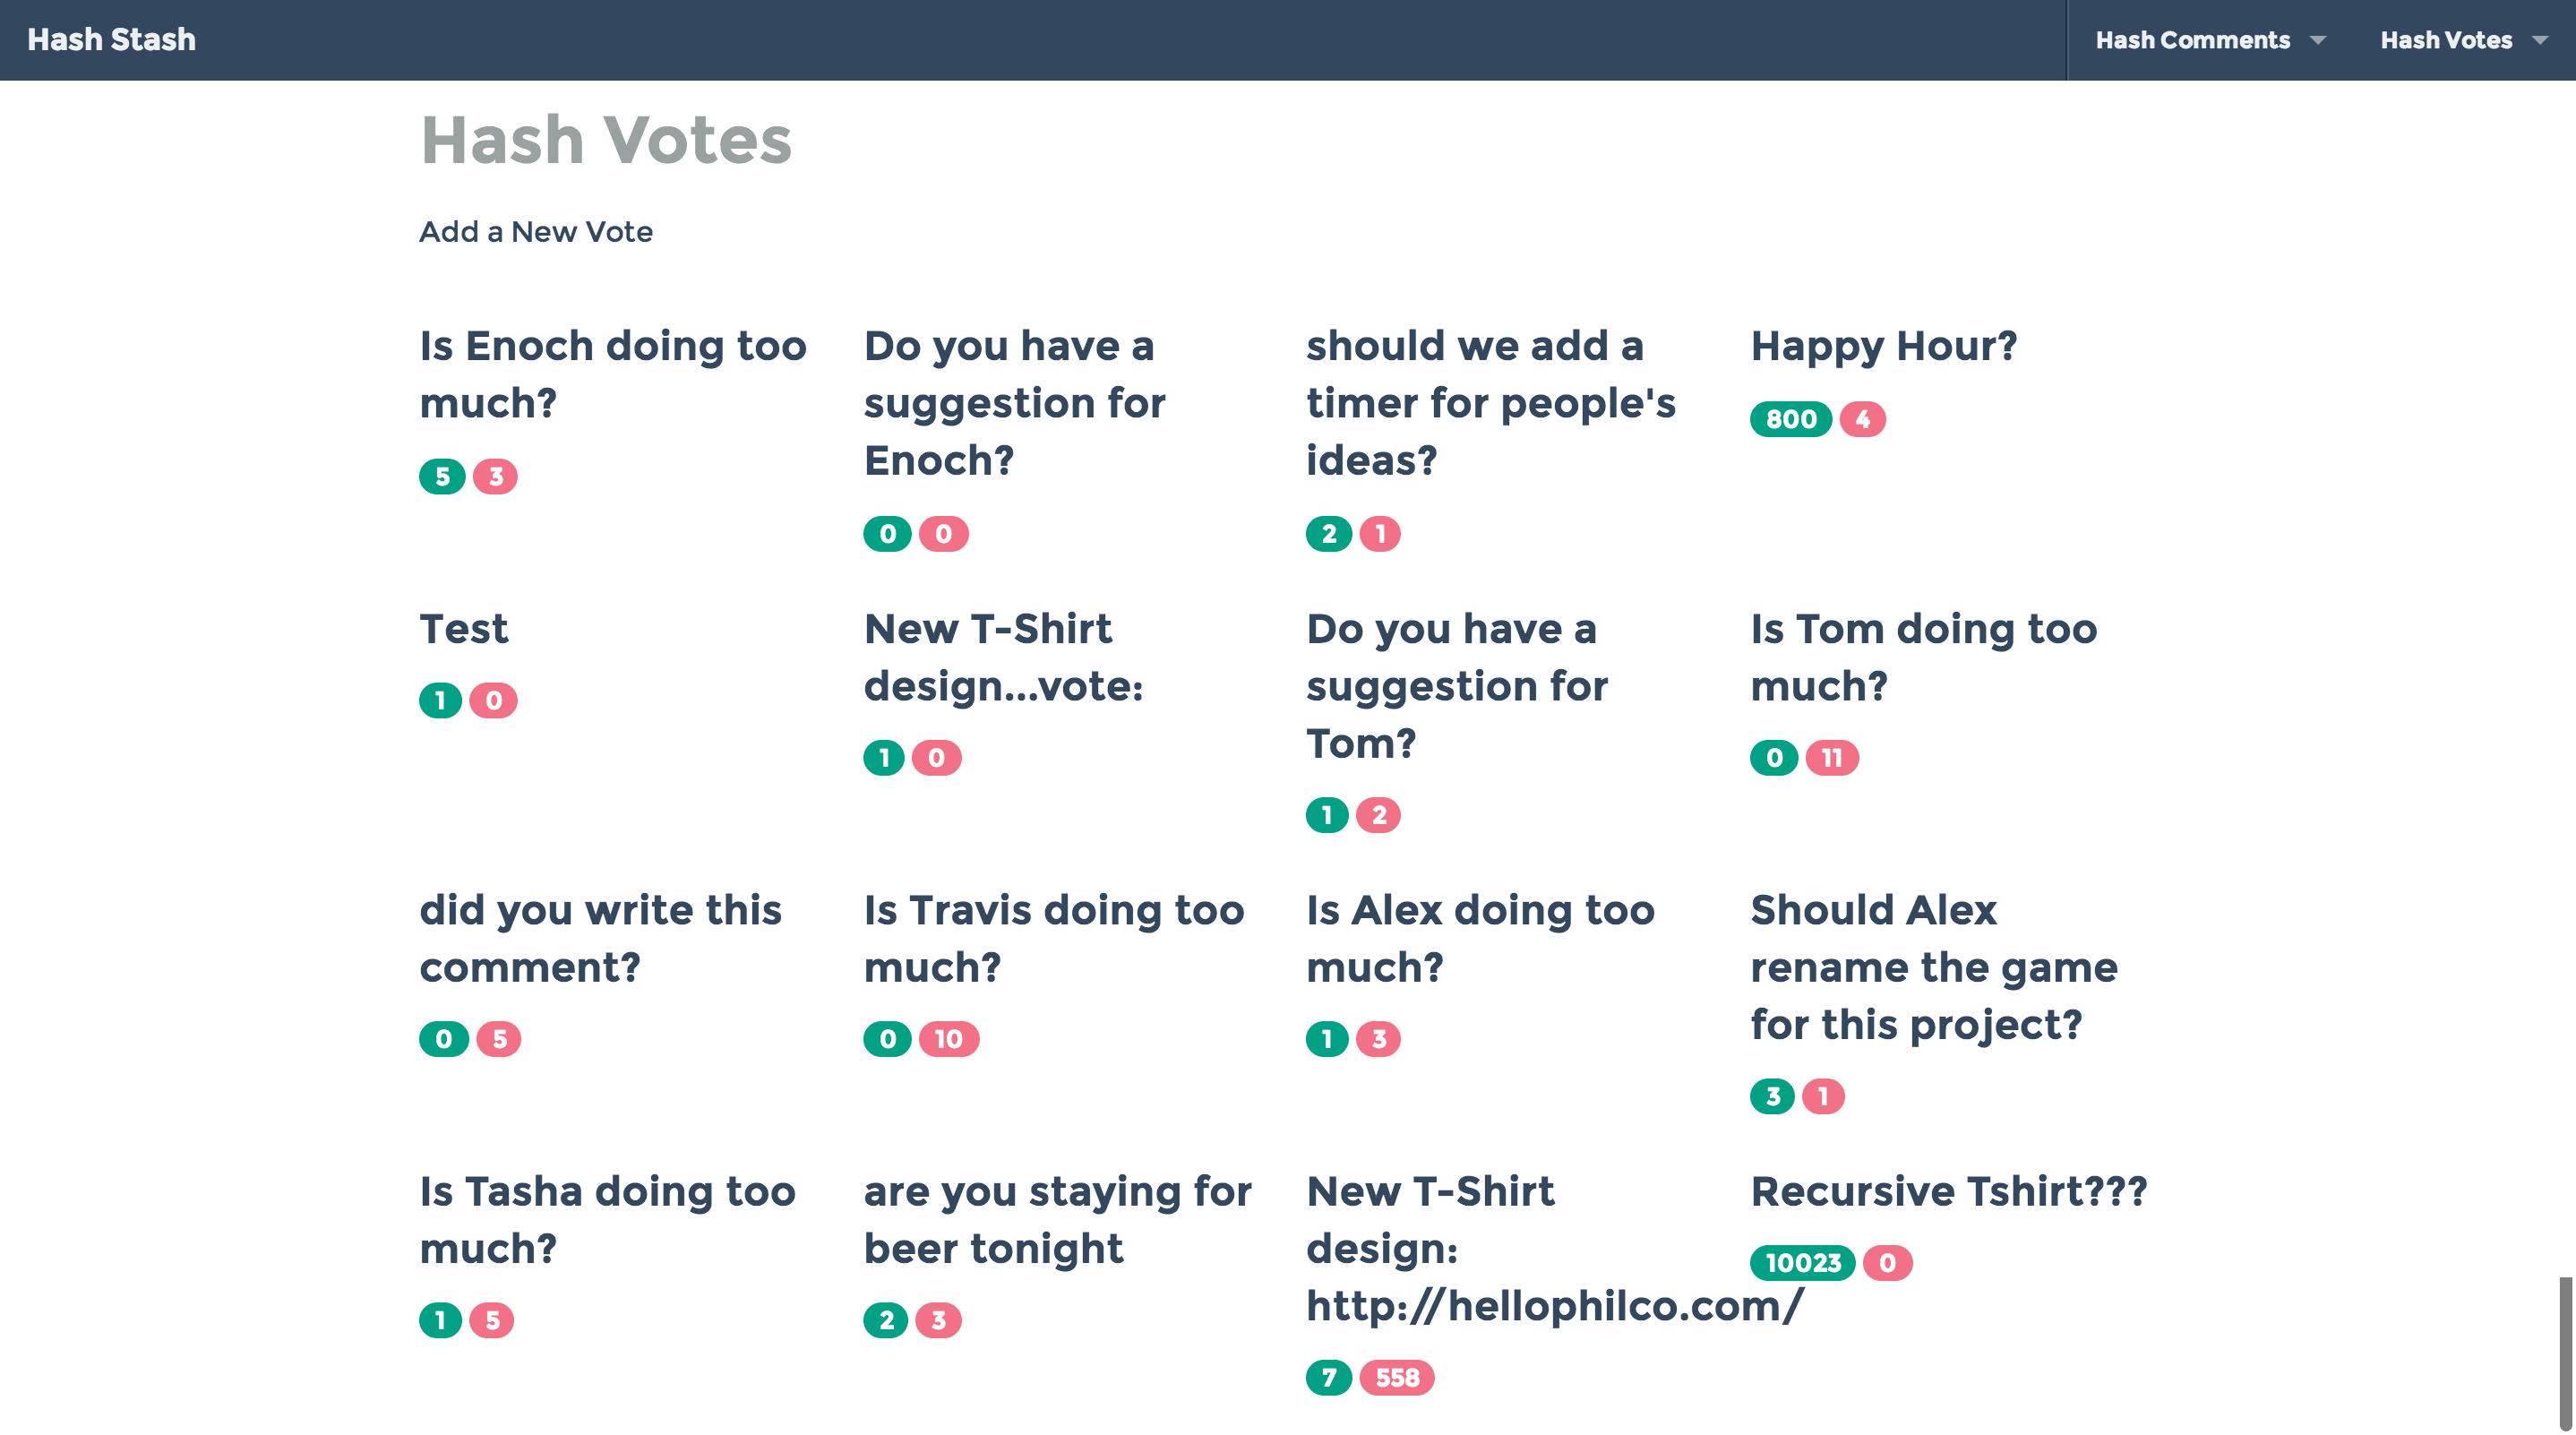 Hash Stash
Hash Comments
Hash Votes
Hash Votes
Add a New Vote
Is Enoch doing too
much?
5 3
Do you have a
suggestion for
Enoch?
0 0
should we add a
timer for people's
ideas?
2 1
Happy Hour?
800 4
Test
1 0
New T-Shirt
design...vote:
1 0
Do you have a
suggestion for
Tom?
1 2
Is Tom doing too
much?
0 11
did you write this
comment?
0 5
Is Travis doing too
much?
0 10
Is Alex doing too
much?
1 3
Should Alex
rename the game
for this project?
3 1
Is Tasha doing too
much?
1 5
are you staying for
beer tonight
2 3
New T-Shirt
design:
http://hellophilco.com/
7 558
Recursive Tshirt???
10023 0